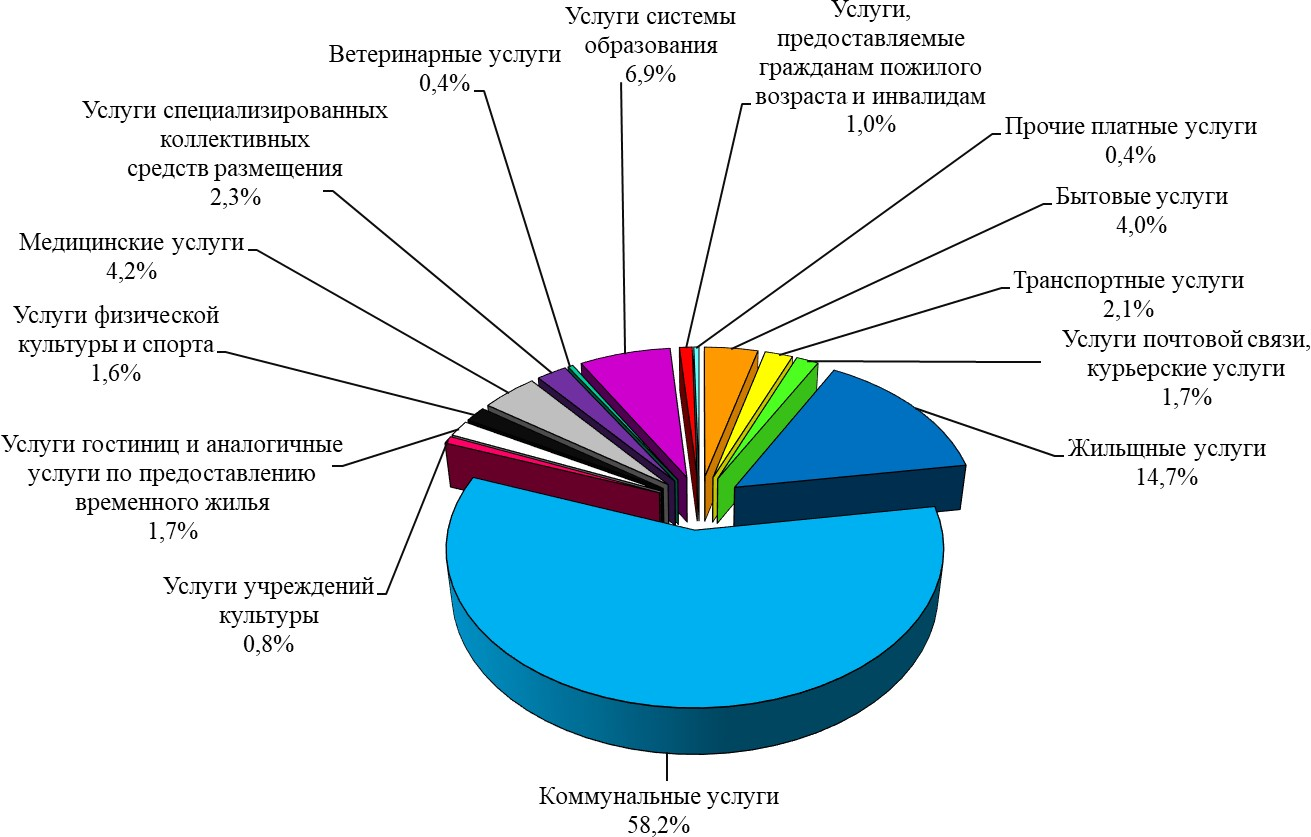 Услуги системы
образования
6,9%
Услуги,
предоставляемые
гражданам пожилого
возраста и инвалидам
1,0%
Ветеринарные услуги
0,4%
Услуги специализированных
коллективных
средств размещения
2,3%
Прочие платные услуги
0,4%
Бытовые услуги
4,0%
Медицинские услуги
4,2%
Транспортные услуги
2,1%
Услуги физической
культуры и спорта
1,6%
Услуги почтовой связи,
курьерские услуги
1,7%
Услуги гостиниц и аналогичные
услуги по предоставлению
временного жилья
1,7%
Жильщные услуги
14,7%
Услуги учреждений
культуры
0,8%
Коммунальные услуги
58,2%